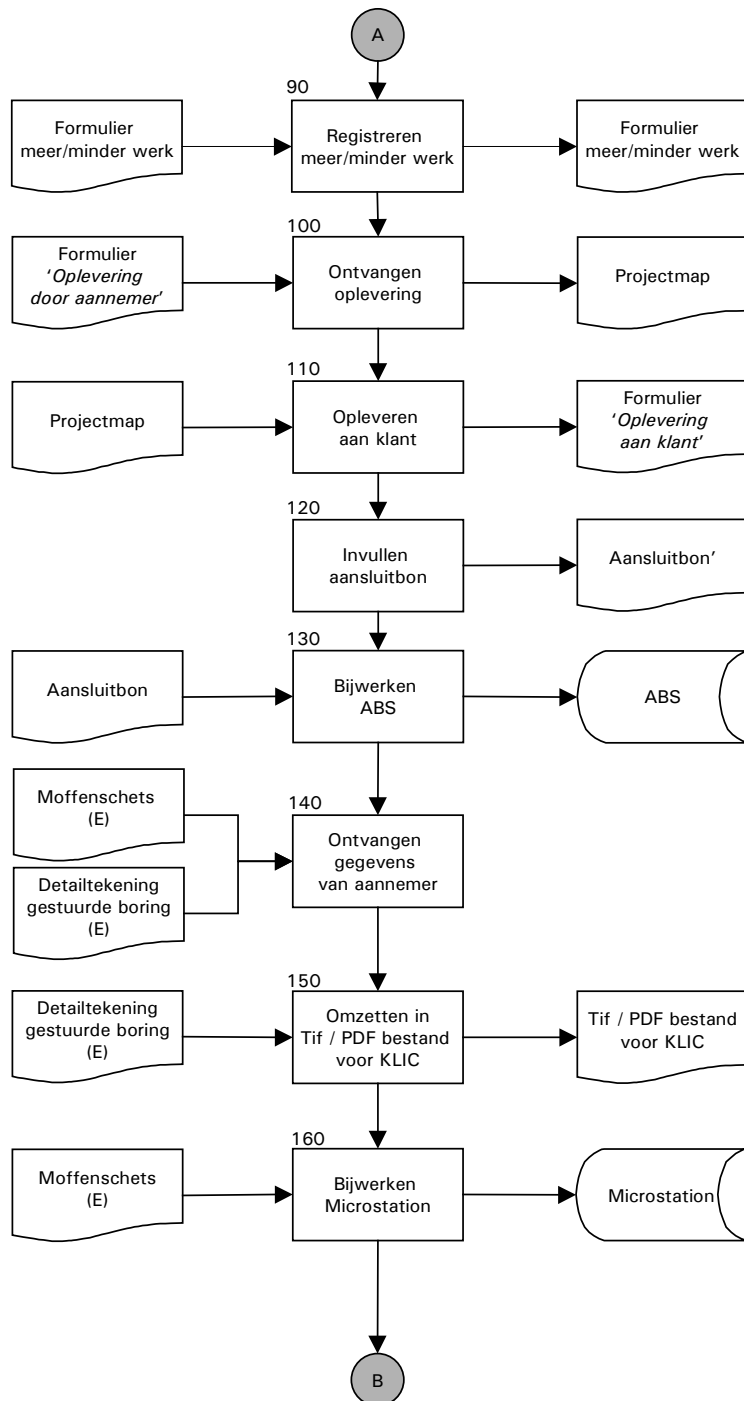 A
90
Formulier
meer/minder werk
Registreren
meer/minder werk
Formulier
meer/minder werk
100
Formulier
‘Oplevering
door aannemer’
Ontvangen
oplevering
Projectmap
110
Projectmap
Opleveren
aan klant
Formulier
‘Oplevering
aan klant’
120
Invullen
aansluitbon
Aansluitbon’
130
Aansluitbon
Bijwerken
ABS
ABS
Moffenschets
(E)
Detailtekening
gestuurde boring
(E)
140
Ontvangen
gegevens
van aannemer
150
Detailtekening
gestuurde boring
(E)
Omzetten in
Tif / PDF bestand
voor KLIC
Tif / PDF bestand
voor KLIC
160
Moffenschets
(E)
Bijwerken
Microstation
Microstation
B